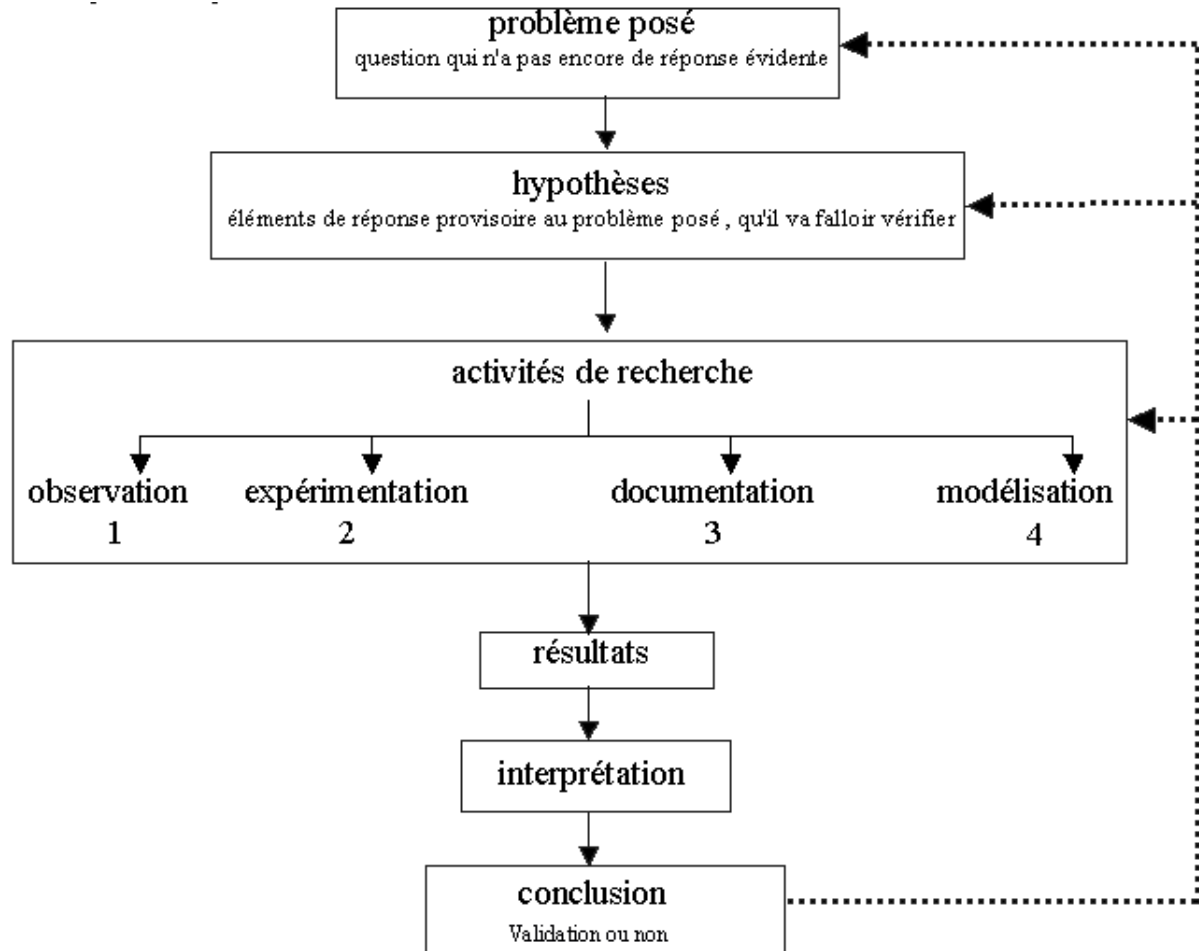 problème posé
question qui n'a pas encore de réponse évidente
hypothèses
éléments de réponse provisoire au problème posé , qu'il va falloir vérifier
activités de recherche
observation expérimentation documentation modélisation
1 2 3 4
résultats
interprétation
conclusion
Validation ou non